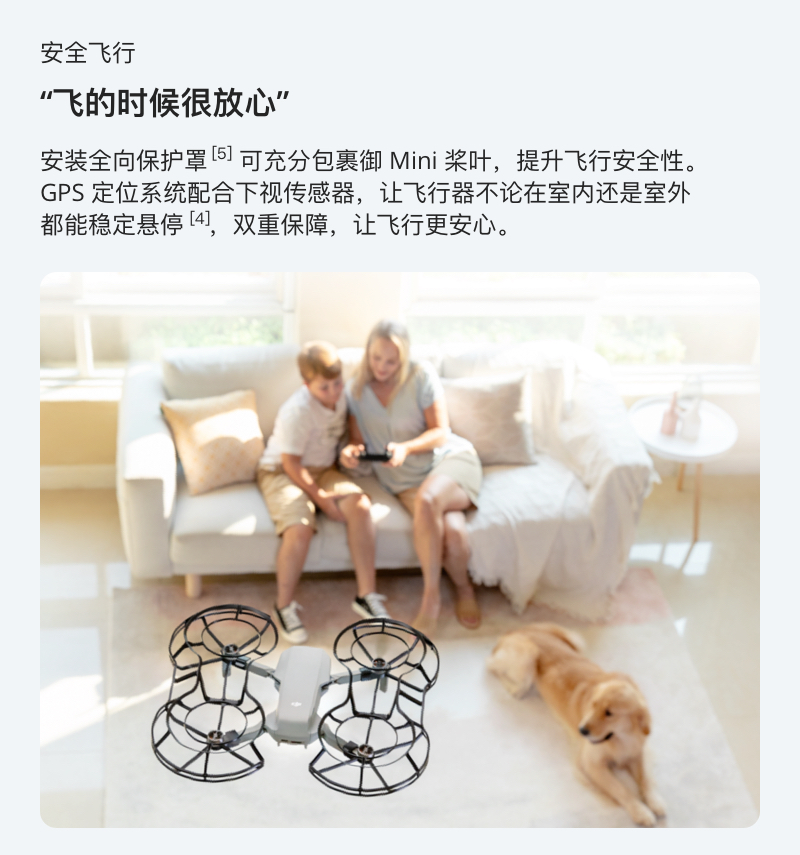 安全飞行
“飞的时候很放心”
安装全向保护罩 [5] 可充分包裹御 Mini 桨叶，提升飞行安全性。
GPS 定位系统配合下视传感器，让飞行器不论在室内还是室外
都能稳定悬停 [4]，双重保障，让飞行更安心。